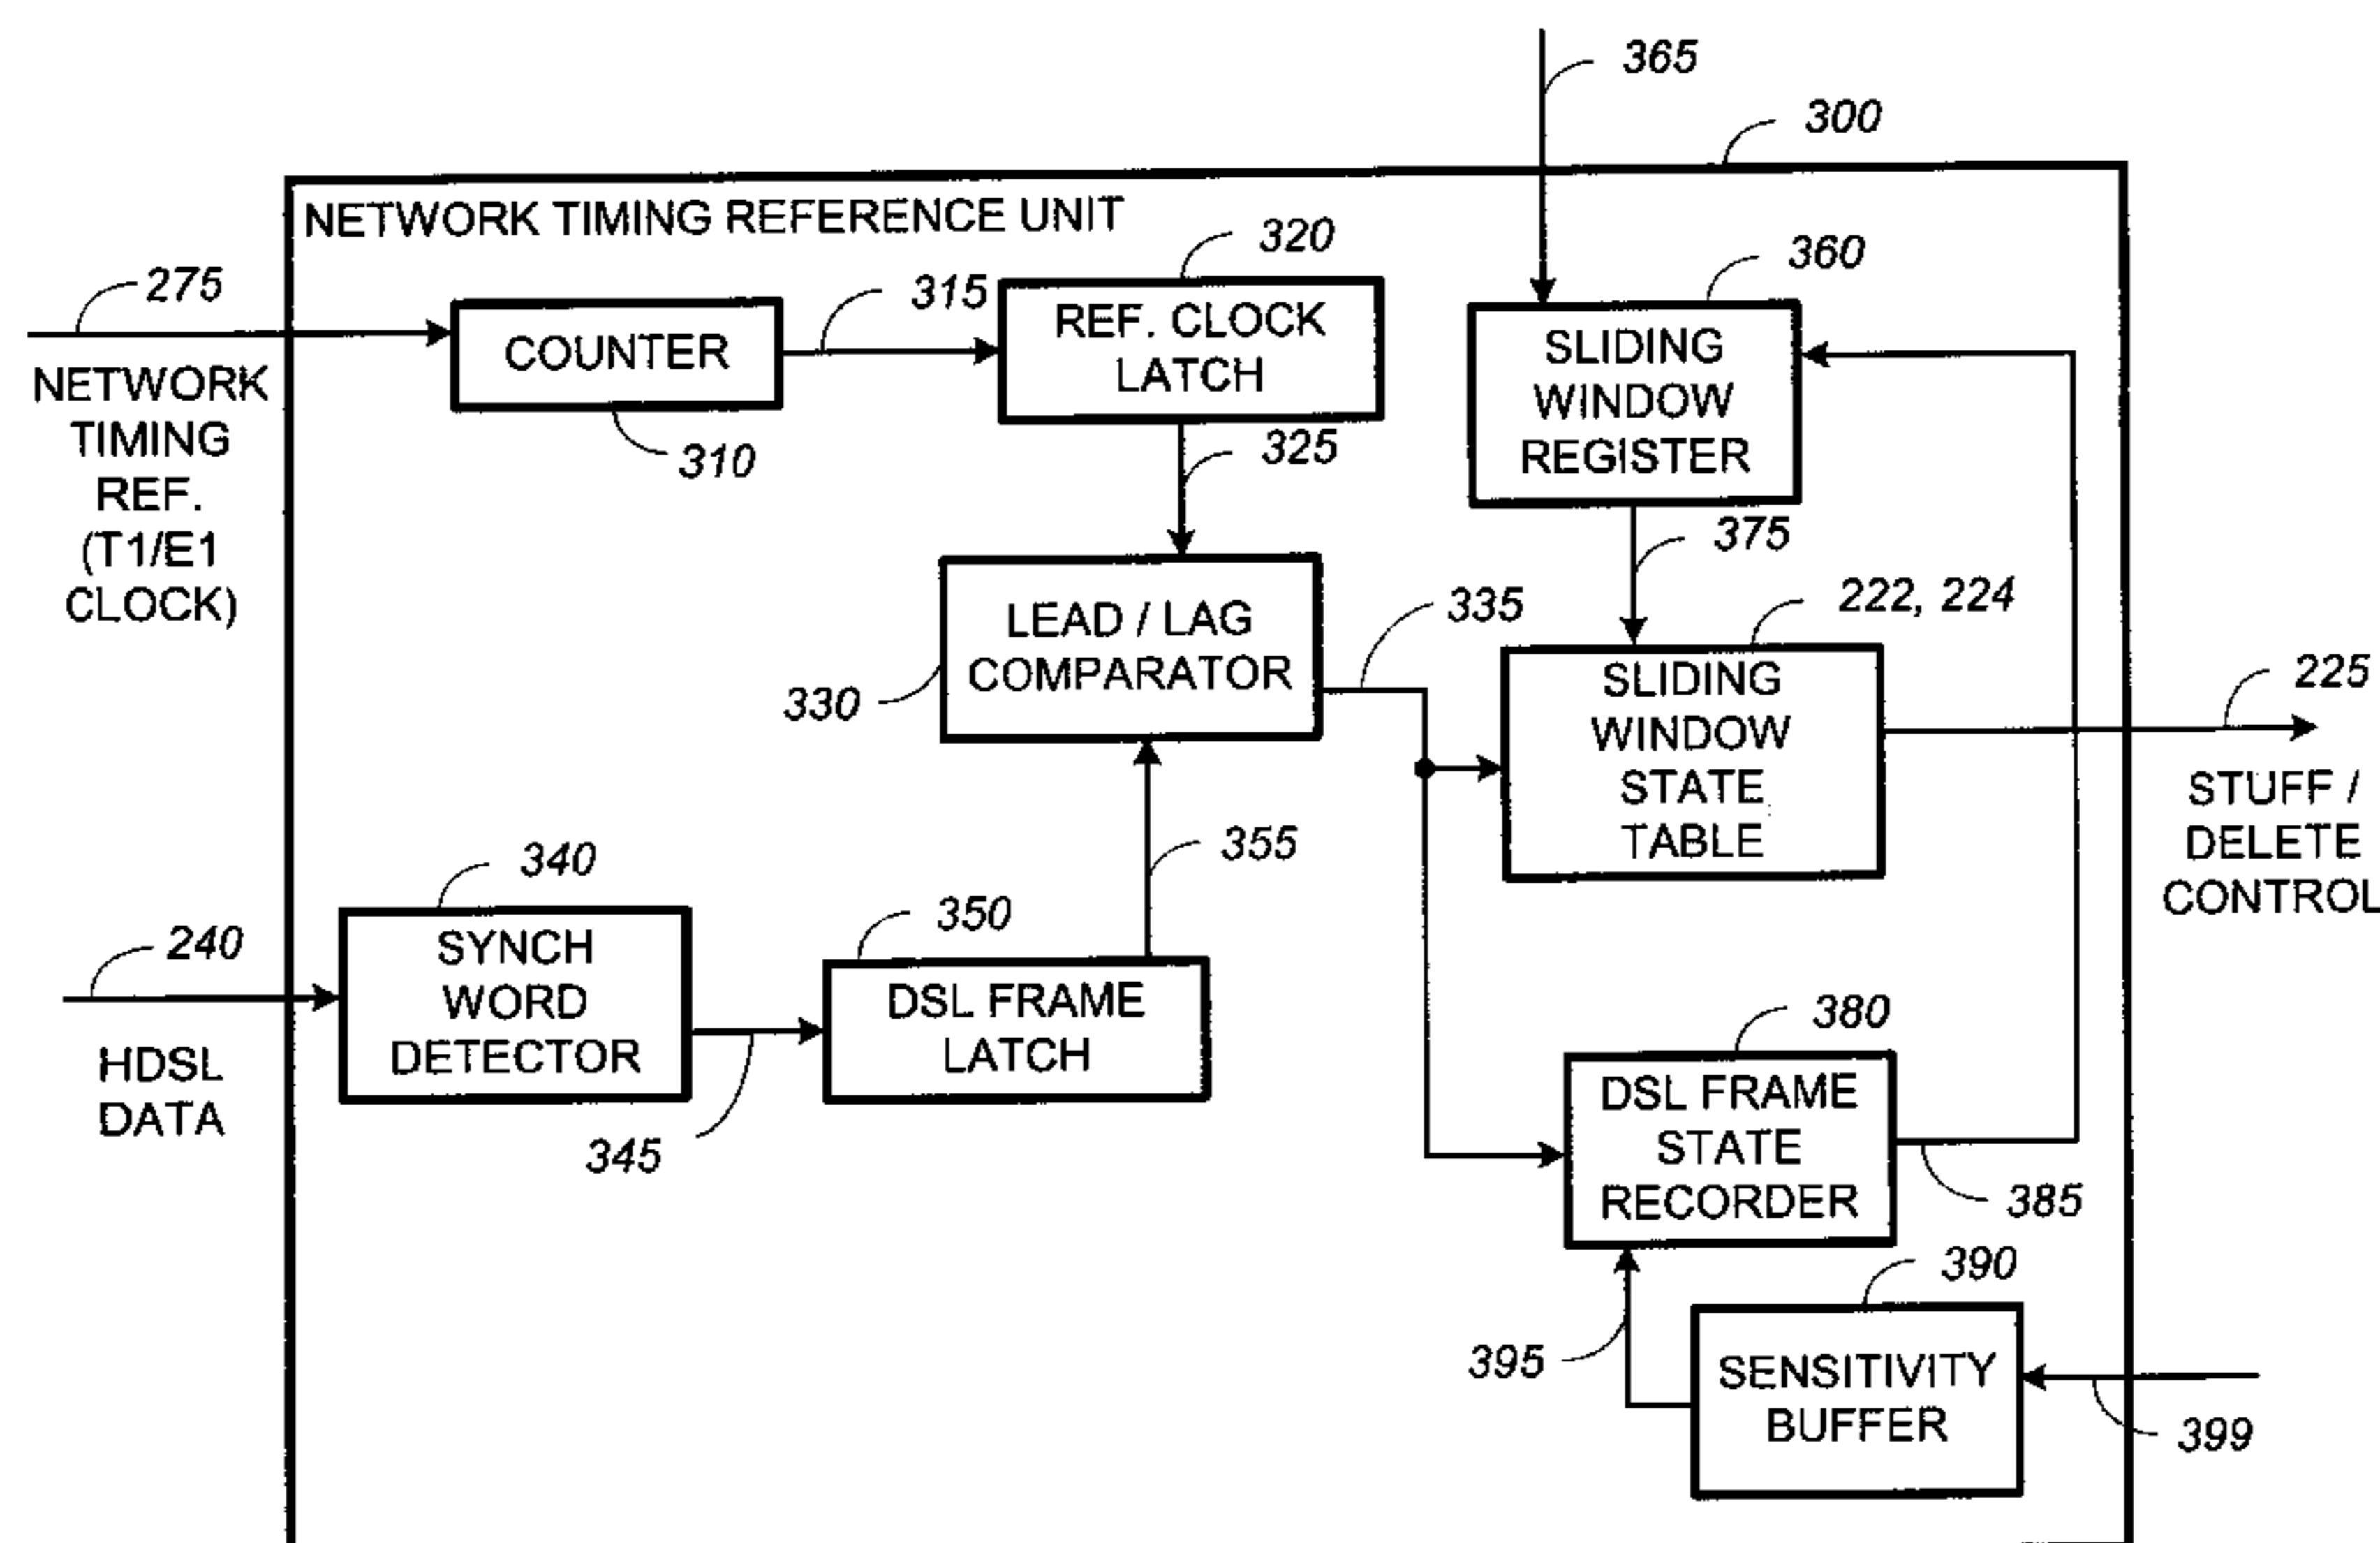 365
300
NETWORK TIMING REFERENCE UNIT
320
360
275
315
COUNTER
REF. CLOCK
LATCH
SLIDING
WINDOW
REGISTER
NETWORK
TIMING
REF.
(T1/E1
CLOCK)
310
325
375
222, 224
335
LEAD / LAG
COMPARATOR
330
SLIDING
WINDOW
STATE
TABLE
225
STUFF /
DELETE
CONTROL
340
355
350
240
SYNCH
WORD
DETECTOR
DSL FRAME
LATCH
380
HDSL
DATA
345
DSL FRAME
STATE
RECORDER
385
390
395
SENSITIVITY
BUFFER
399